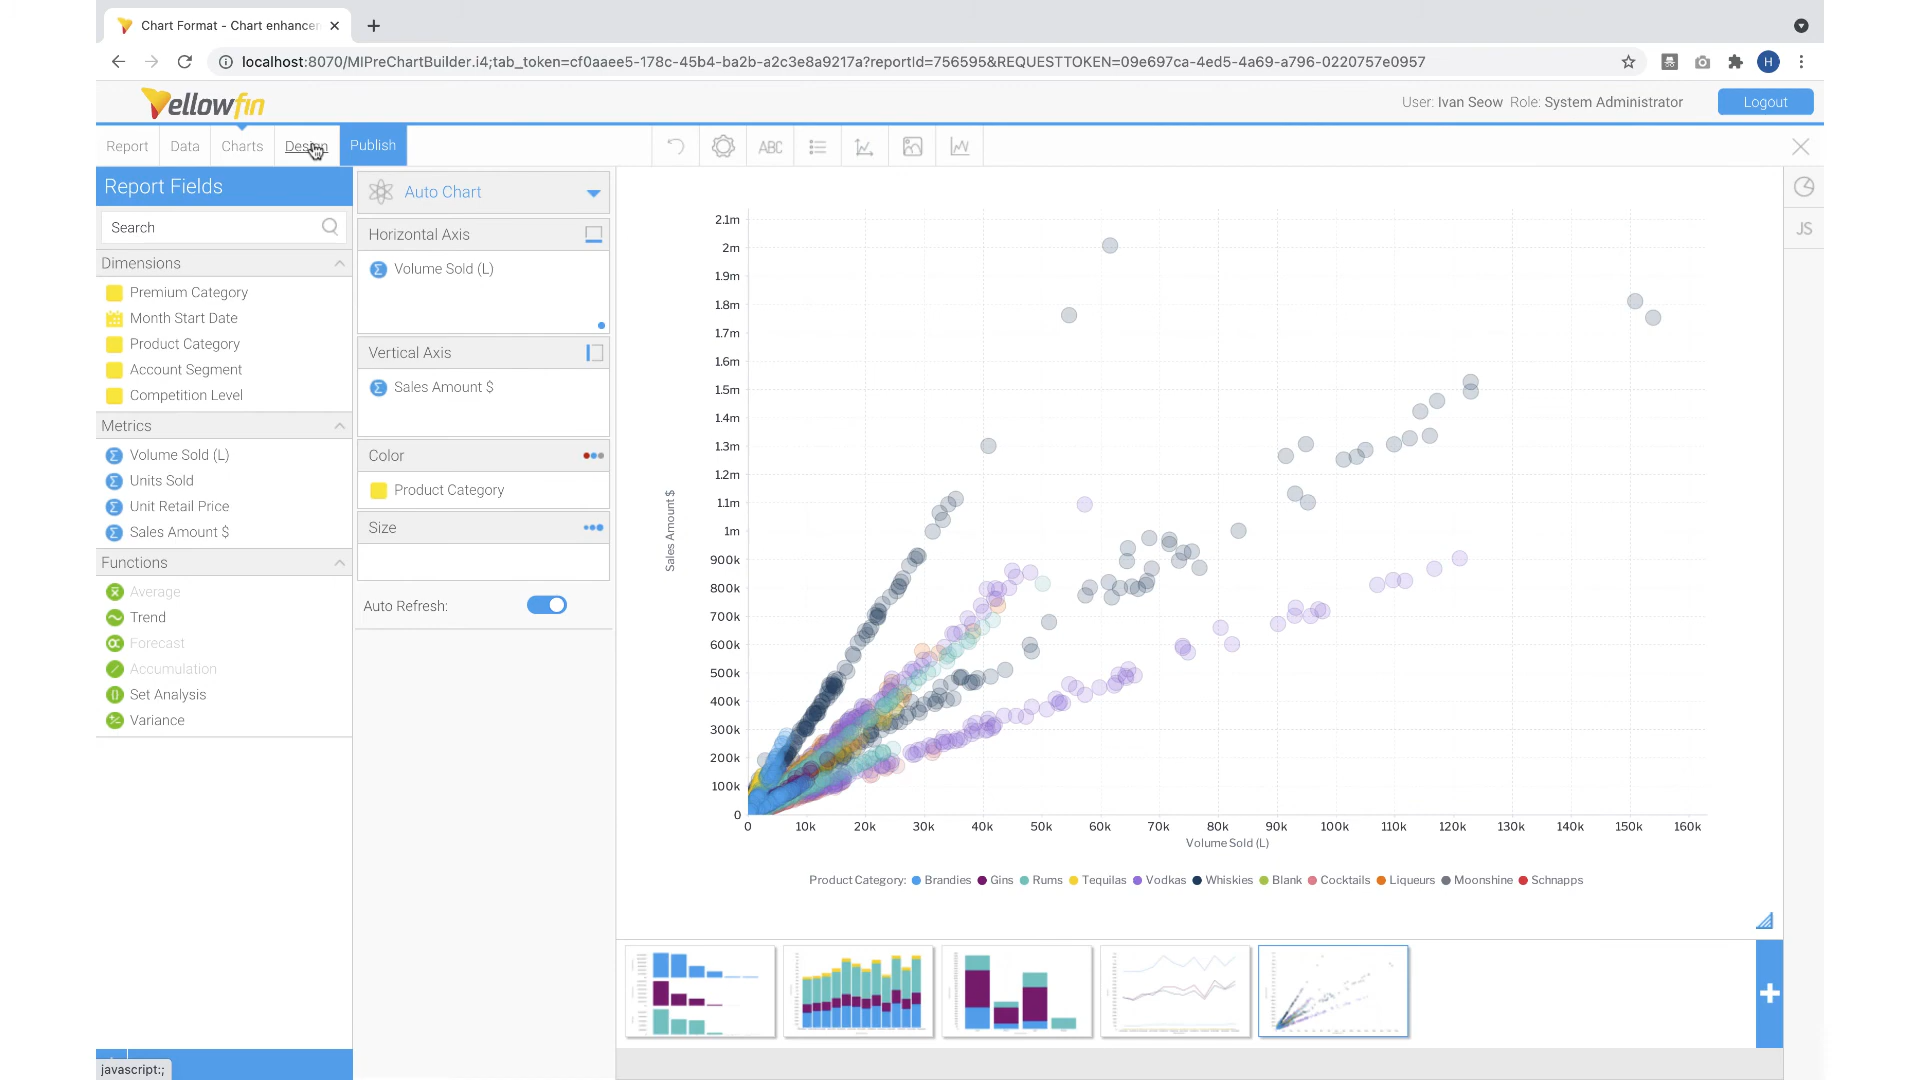 Chart Format - Chart enhancen
localhost:8070/MIPreChartBuilder.i4;tab_token=cf0aaee5-178c-45b4-ba2b-a2c3e8a9217a?reportId=756595&REQUESTTOKEN=09e697ca-4ed5-4a69-a796-0220757e0957
H
Yellowfin
User: Ivan Seow Role: System Administrator
Logout
Report
Data
Charts
Design
Publish
ABC
Report Fields
Search
Dimensions
Premium Category
Month Start Date
Product Category
Account Segment
Competition Level
Metrics
Volume Sold (L)
Units Sold
Unit Retail Price
Sales Amount $
Functions
Average
Trend
Forecast
Accumulation
Set Analysis
Variance
javascript:;
Auto Chart
Horizontal Axis
Volume Sold (L)
Vertical Axis
Sales Amount $
Color
Product Category
Size
Auto Refresh:
JS
2.1m
2m
1.9m
1.8m
1.7m
1.6m
1.5m
1.4m
1.3m
1.2m
1.1m
1m
900k
800k
700k
600k
500k
400k
300k
200k
100k
0
Sales Amount $
0 10k 20k 30k 40k 50k 60k 70k 80k 90k 100k 110k 120k 130k 140k 150k 160k
Volume Sold (L)
Product Category: Brandies Gins Rums Tequilas Vodkas Whiskies Blank Cocktails Liqueurs Moonshine Schnapps